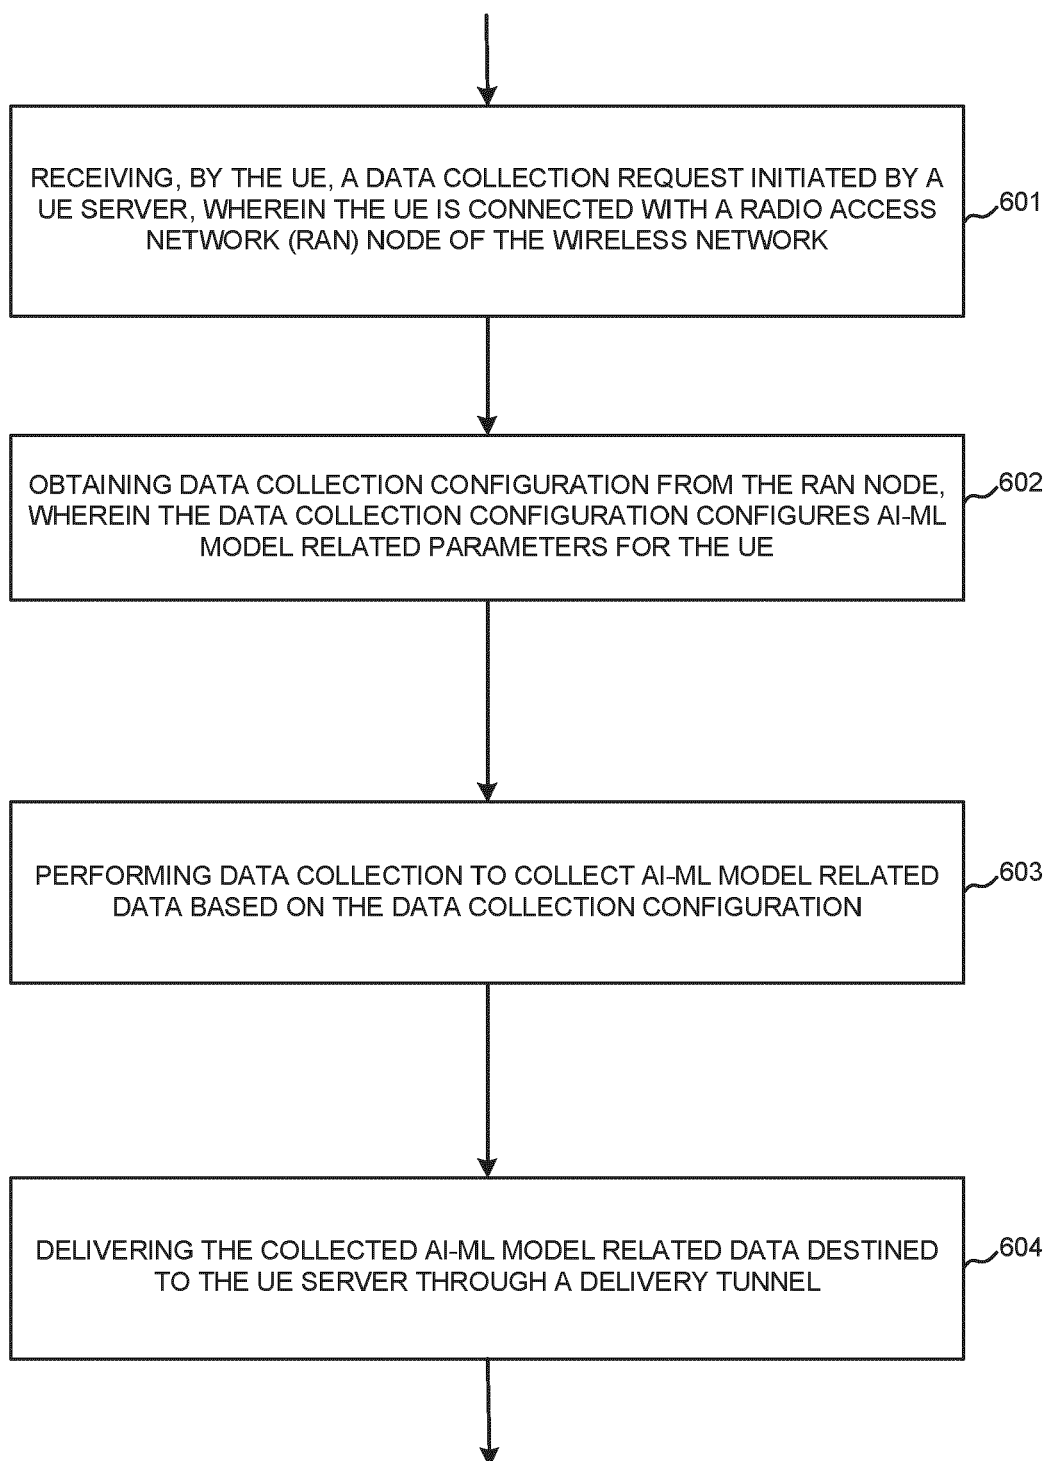 RECEIVING, BY THE UE, A DATA COLLECTION REQUEST INITIATED BY A
UE SERVER, WHEREIN THE UE IS CONNECTED WITH A RADIO ACCESS
NETWORK (RAN) NODE OF THE WIRELESS NETWORK
601
OBTAINING DATA COLLECTION CONFIGURATION FROM THE RAN NODE,
WHEREIN THE DATA COLLECTION CONFIGURATION CONFIGURES AI-ML
MODEL RELATED PARAMETERS FOR THE UE
602
PERFORMING DATA COLLECTION TO COLLECT AI-ML MODEL RELATED
DATA BASED ON THE DATA COLLECTION CONFIGURATION
603
DELIVERING THE COLLECTED AI-ML MODEL RELATED DATA DESTINED
TO THE UE SERVER THROUGH A DELIVERY TUNNEL
604